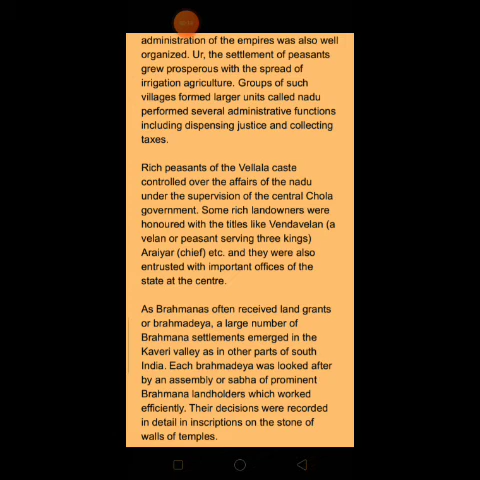 administration of the empires was also well
organized. Ur, the settlement of peasants
grew prosperous with the spread of
irrigation agriculture. Groups of such
villages formed larger units called nadu
performed several administrative functions
including dispensing justice and collecting
taxes.
Rich peasants of the Vellala caste
controlled over the affairs of the nadu
under the supervision of the central Chola
government. Some rich landowners were
honoured with the titles like Vendavelan (a
velan or peasant serving three kings)
Araiyar (chief) etc. and they were also
entrusted with important offices of the
state at the centre.
As Brahmanas often received land grants
or brahmadeya, a large number of
Brahmana settlements emerged in the
Kaveri valley as in other parts of south
India. Each brahmadeya was looked after
by an assembly or sabha of prominent
Brahmana landholders which worked
efficiently. Their decisions were recorded
in detail in inscriptions on the stone of
walls of temples.